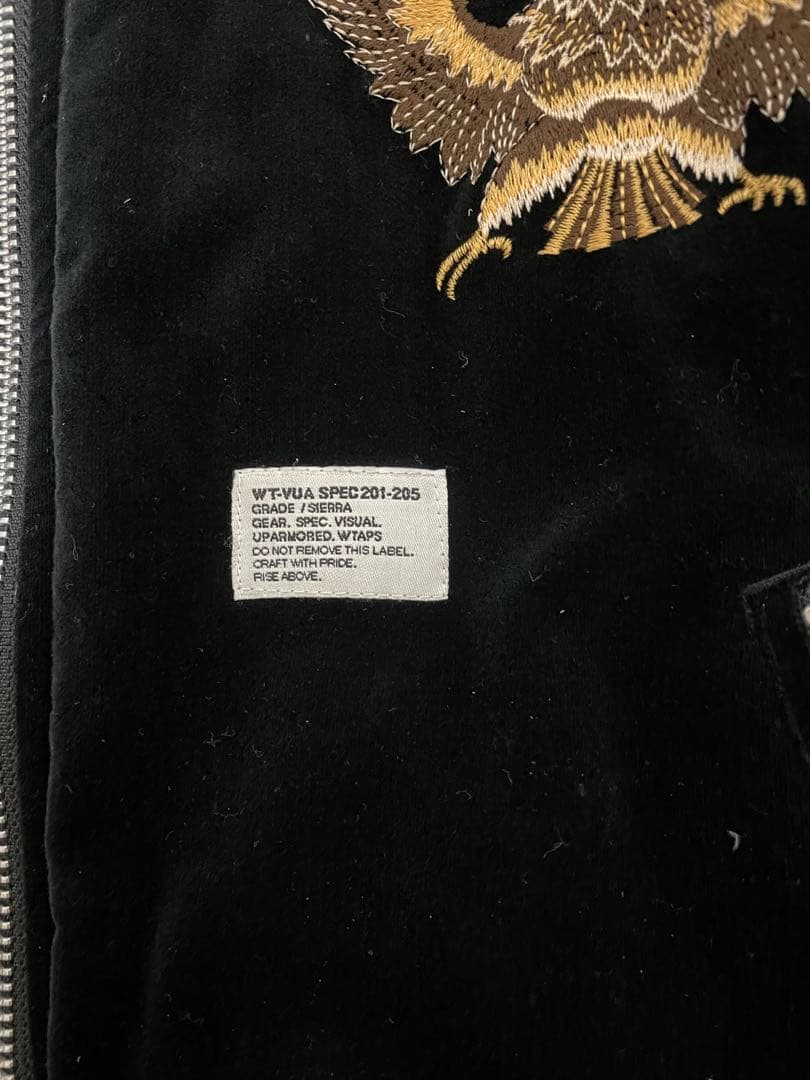 WT-VUA SPEC201-205
GRADE / SIERRA
GEAR. SPEC. VISUAL.
UPARMORED. WTAPS
DO NOT REMOVE THIS LABEL.
CRAFT WITH PRIDE.
RISE ABOVE.